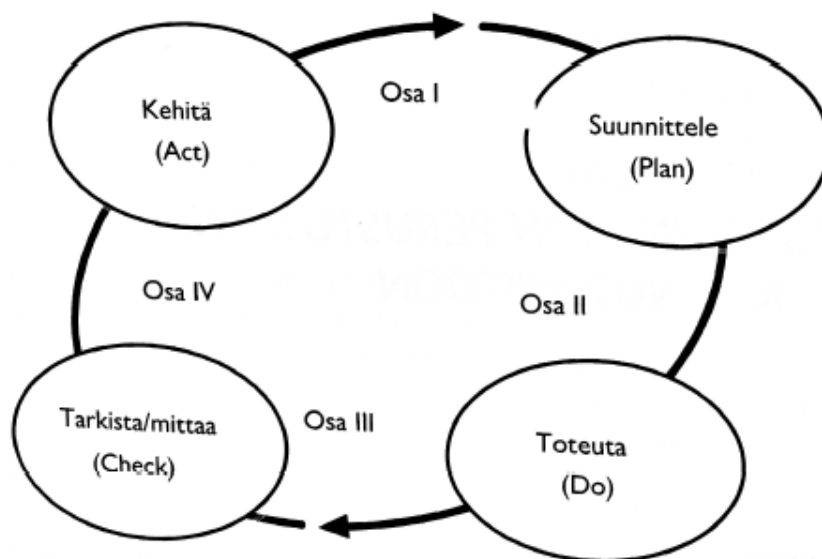 Kehitä
(Act)
Osa I
Suunnittele
(Plan)
Osa IV
Osa II
Tarkista/mittaa
(Check)
Osa III
Toteuta
(Do)